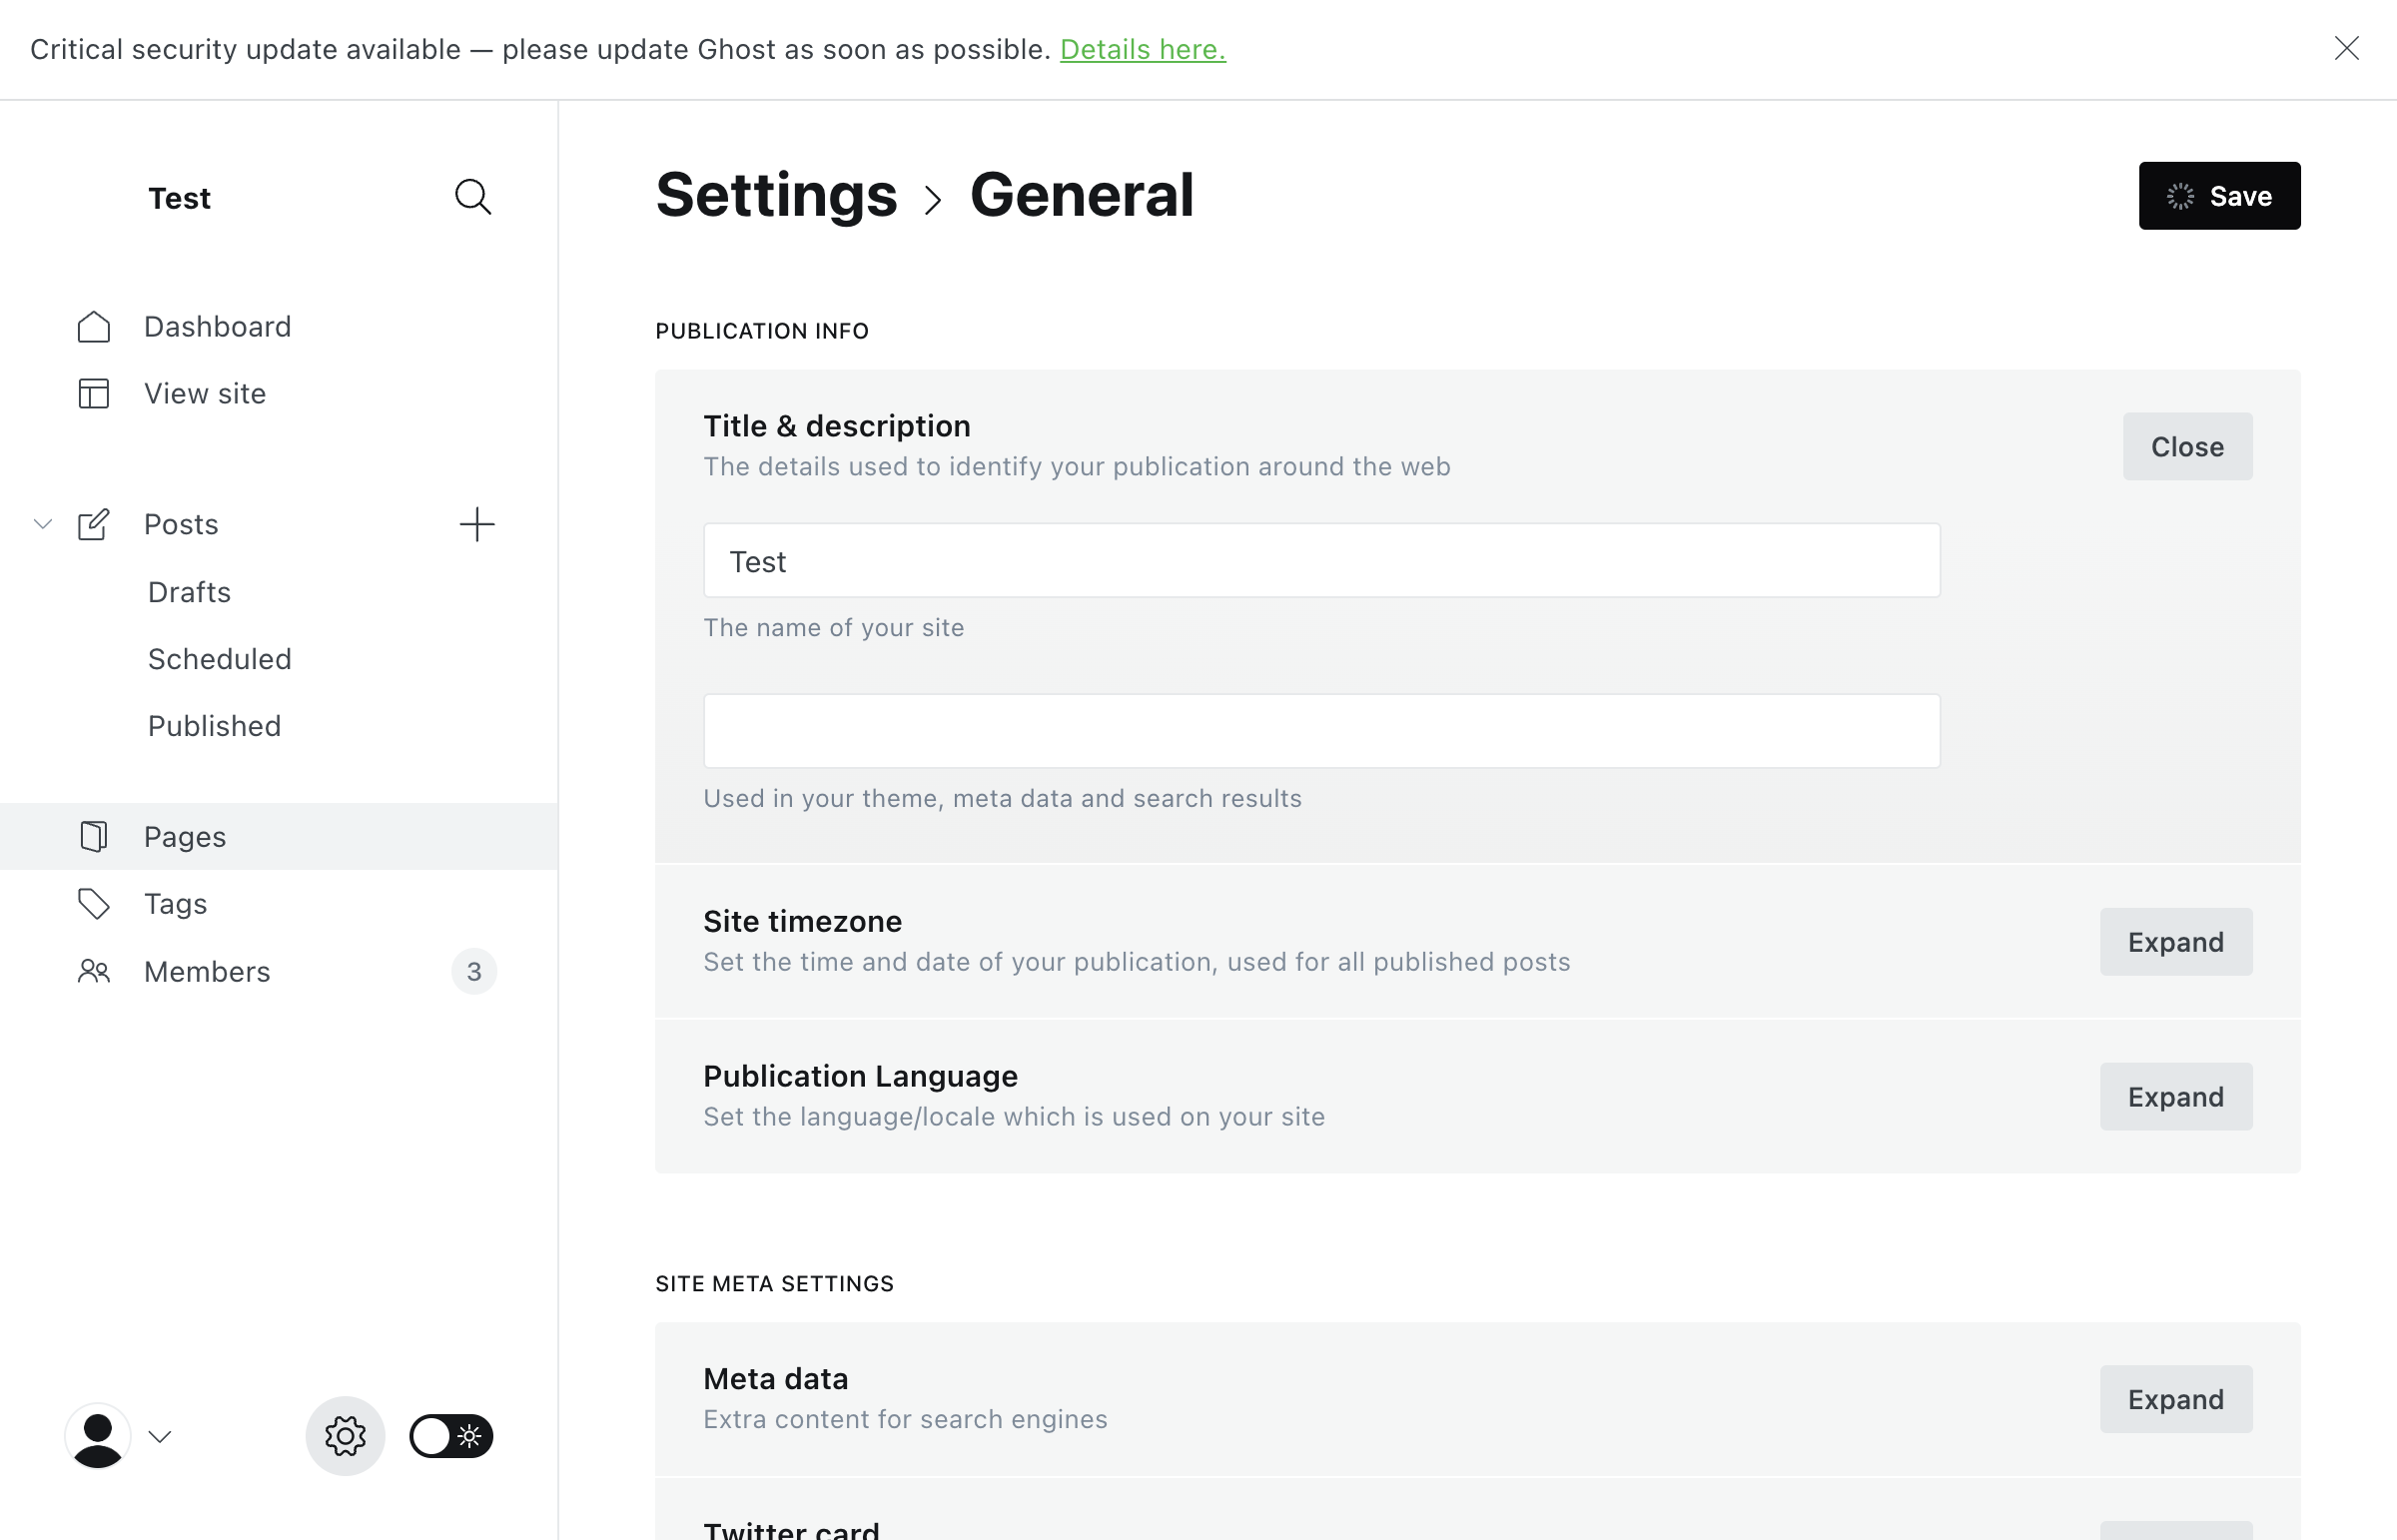 Critical security update available — please update Ghost as soon as possible. Details here.
Test
Dashboard
View site
Posts
Drafts
Scheduled
Published
Pages
Tags
Members 3
Settings > General
Save
PUBLICATION INFO
Title & description
The details used to identify your publication around the web
Close
Test
The name of your site
Used in your theme, meta data and search results
Site timezone
Set the time and date of your publication, used for all published posts
Expand
Publication Language
Set the language/locale which is used on your site
Expand
SITE META SETTINGS
Meta data
Extra content for search engines
Expand
Twitter card